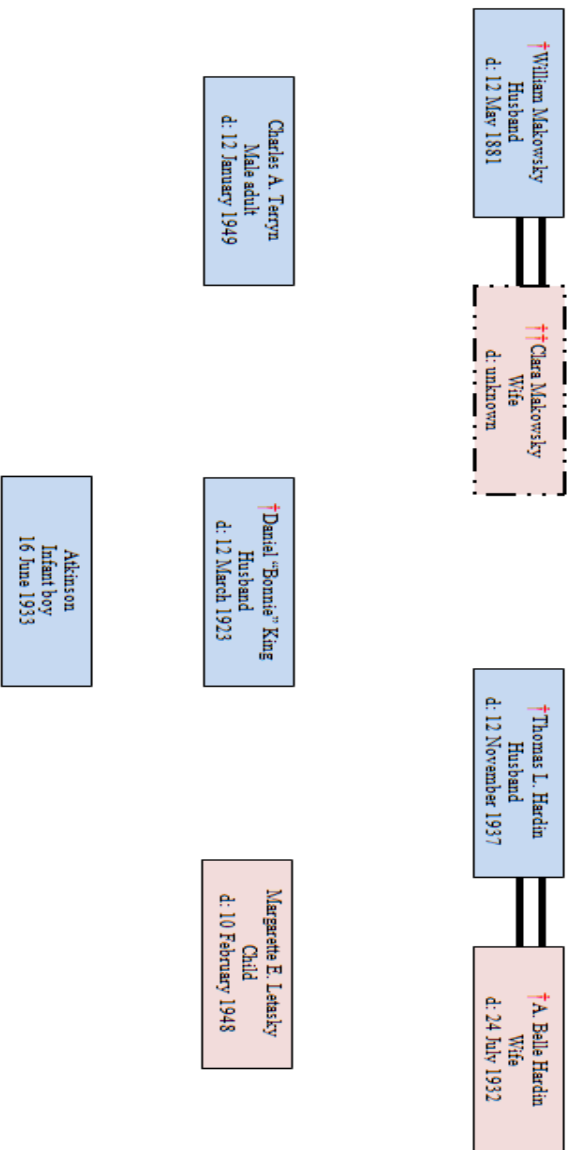 †William Makowsky
Husband
d: 12 May 1881
††Clara Makowsky
Wife
d: unknown
†Thomas L. Hardin
Husband
d: 12 November 1937
†A. Belle Hardin
Wife
d: 24 July 1932
Charles A. Terryn
Male adult
d: 12 January 1949
†Daniel “Bonnie” King
Husband
d: 12 March 1923
Margarette E. Letasky
Child
d: 10 February 1948
Atkinson
Infant boy
16 June 1933